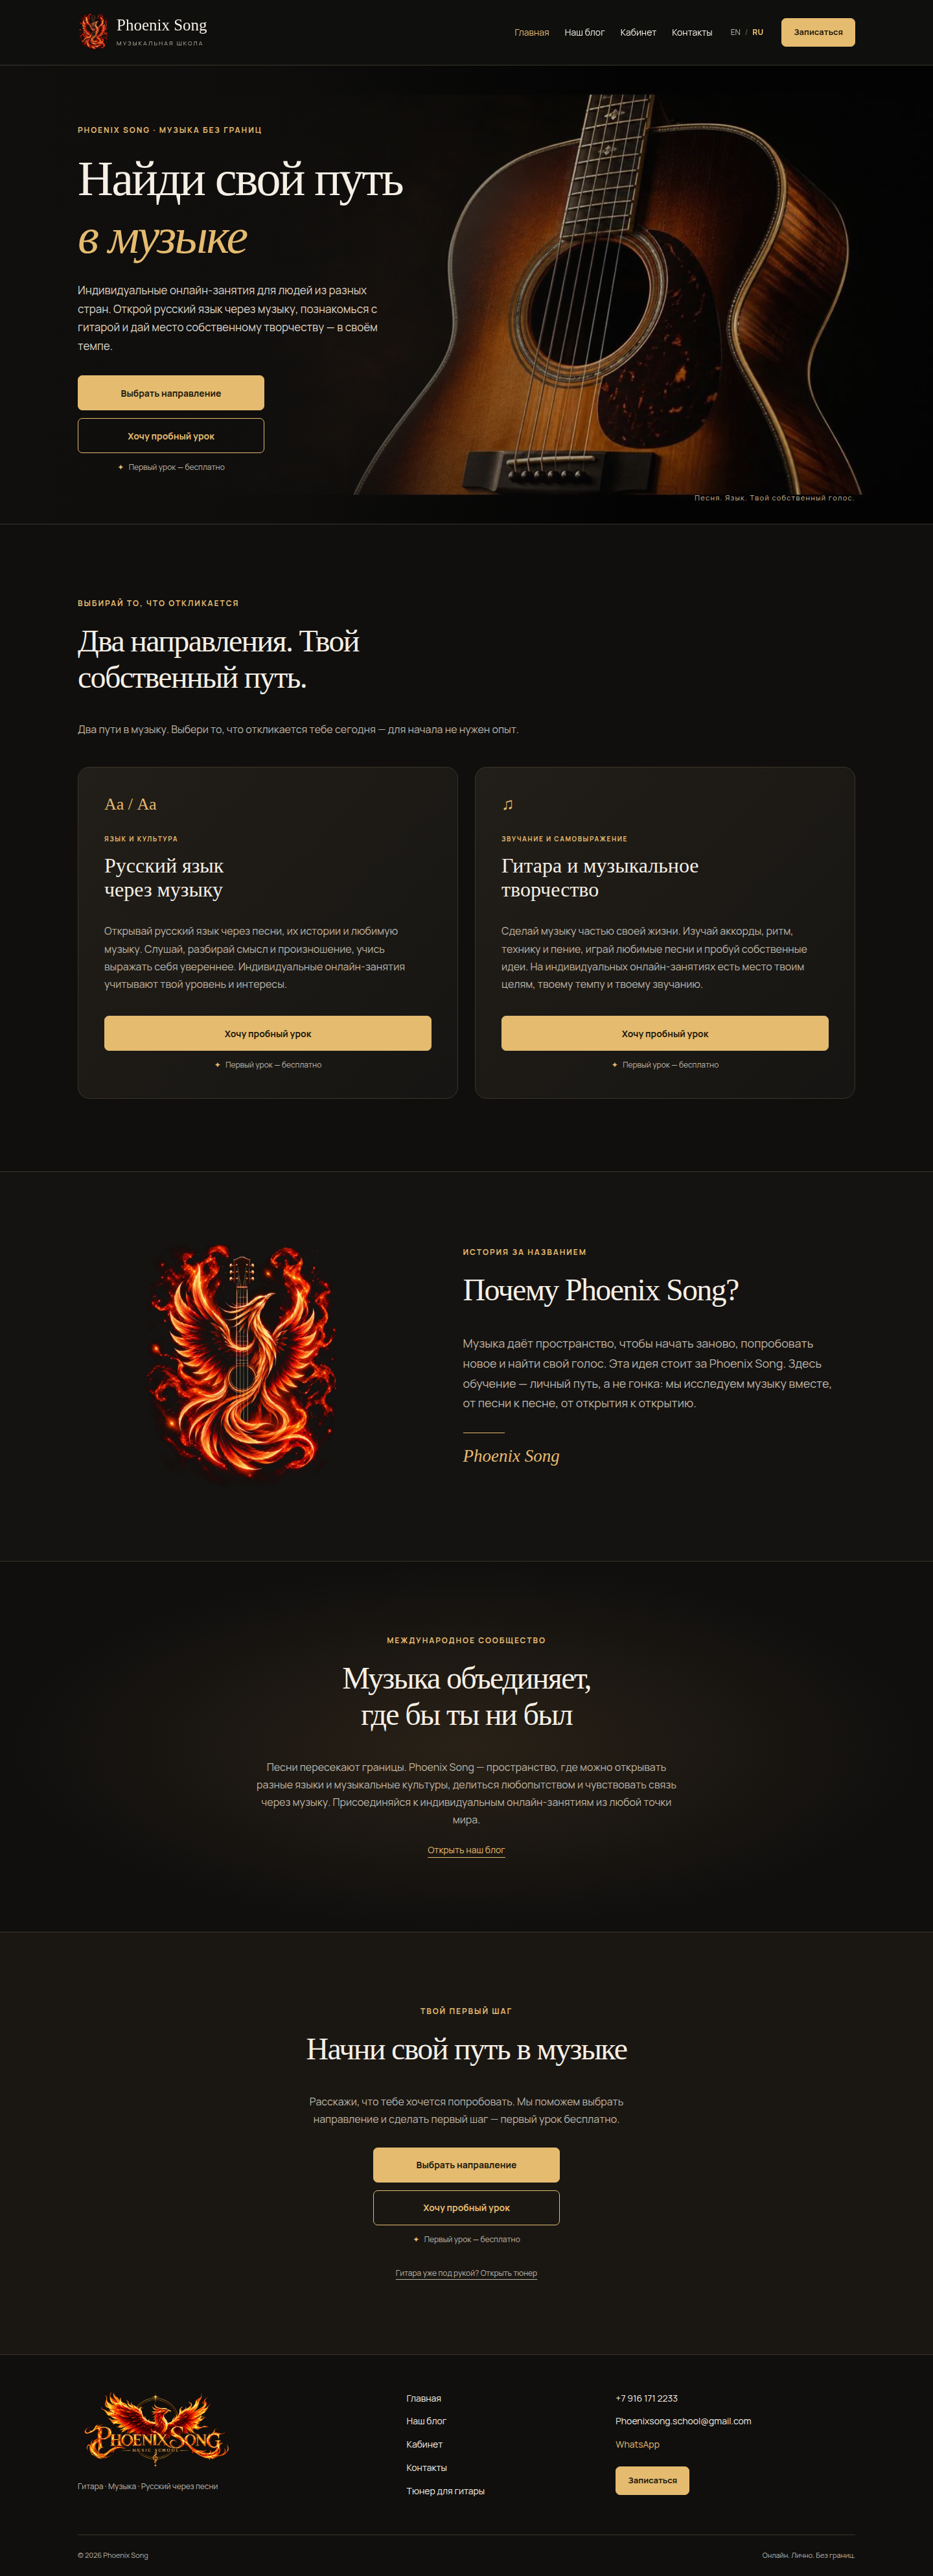 Phoenix Song
МУЗЫКАЛЬНАЯ ШКОЛА
Главная Наш блог Кабинет Контакты EN / RU Записаться
PHOENIX SONG · МУЗЫКА БЕЗ ГРАНИЦ
Найди свой путь
в музыке
Индивидуальные онлайн-занятия для людей из разных
стран. Открой русский язык через музыку, познакомься с
гитарой и дай место собственному творчеству — в своём
темпе.
Выбрать направление
Хочу пробный урок
✦ Первый урок — бесплатно
Песня. Язык. Твой собственный голос.
ВЫБИРАЙ ТО, ЧТО ОТКЛИКАЕТСЯ
Два направления. Твой
собственный путь.
Два пути в музыку. Выбери то, что откликается тебе сегодня — для начала не нужен опыт.
Aa / Aa
ЯЗЫК И КУЛЬТУРА
Русский язык
через музыку
Открывай русский язык через песни, их истории и любимую
музыку. Слушай, разбирай смысл и произношение, учись
выражать себя увереннее. Индивидуальные онлайн-занятия
учитывают твой уровень и интересы.
Хочу пробный урок
✦ Первый урок — бесплатно
♫
ЗВУЧАНИЕ И САМОВЫРАЖЕНИЕ
Гитара и музыкальное
творчество
Сделай музыку частью своей жизни. Изучай аккорды, ритм,
технику и пение, играй любимые песни и пробуй собственные
идеи. На индивидуальных онлайн-занятиях есть место твоим
целям, твоему темпу и твоему звучанию.
Хочу пробный урок
✦ Первый урок — бесплатно
ИСТОРИЯ ЗА НАЗВАНИЕМ
Почему Phoenix Song?
Музыка даёт пространство, чтобы начать заново, попробовать
новое и найти свой голос. Эта идея стоит за Phoenix Song. Здесь
обучение — личный путь, а не гонка: мы исследуем музыку вместе,
от песни к песне, от открытия к открытию.
Phoenix Song
МЕЖДУНАРОДНОЕ СООБЩЕСТВО
Музыка объединяет,
где бы ты ни был
Песни пересекают границы. Phoenix Song — пространство, где можно открывать
разные языки и музыкальные культуры, делиться любопытством и чувствовать связь
через музыку. Присоединяйся к индивидуальным онлайн-занятиям из любой точки
мира.
Открыть наш блог
ТВОЙ ПЕРВЫЙ ШАГ
Начни свой путь в музыке
Расскажи, что тебе хочется попробовать. Мы поможем выбрать
направление и сделать первый шаг — первый урок бесплатно.
Выбрать направление
Хочу пробный урок
✦ Первый урок — бесплатно
Гитара уже под рукой? Открыть тюнер
PHOENIX SONG
MUSIC SCHOOL
Гитара · Музыка · Русский через песни
Главная
Наш блог
Кабинет
Контакты
Тюнер для гитары
+7 916 171 2233
Phoenixsong.school@gmail.com
WhatsApp
Записаться
© 2026 Phoenix Song
Онлайн. Лично. Без границ.